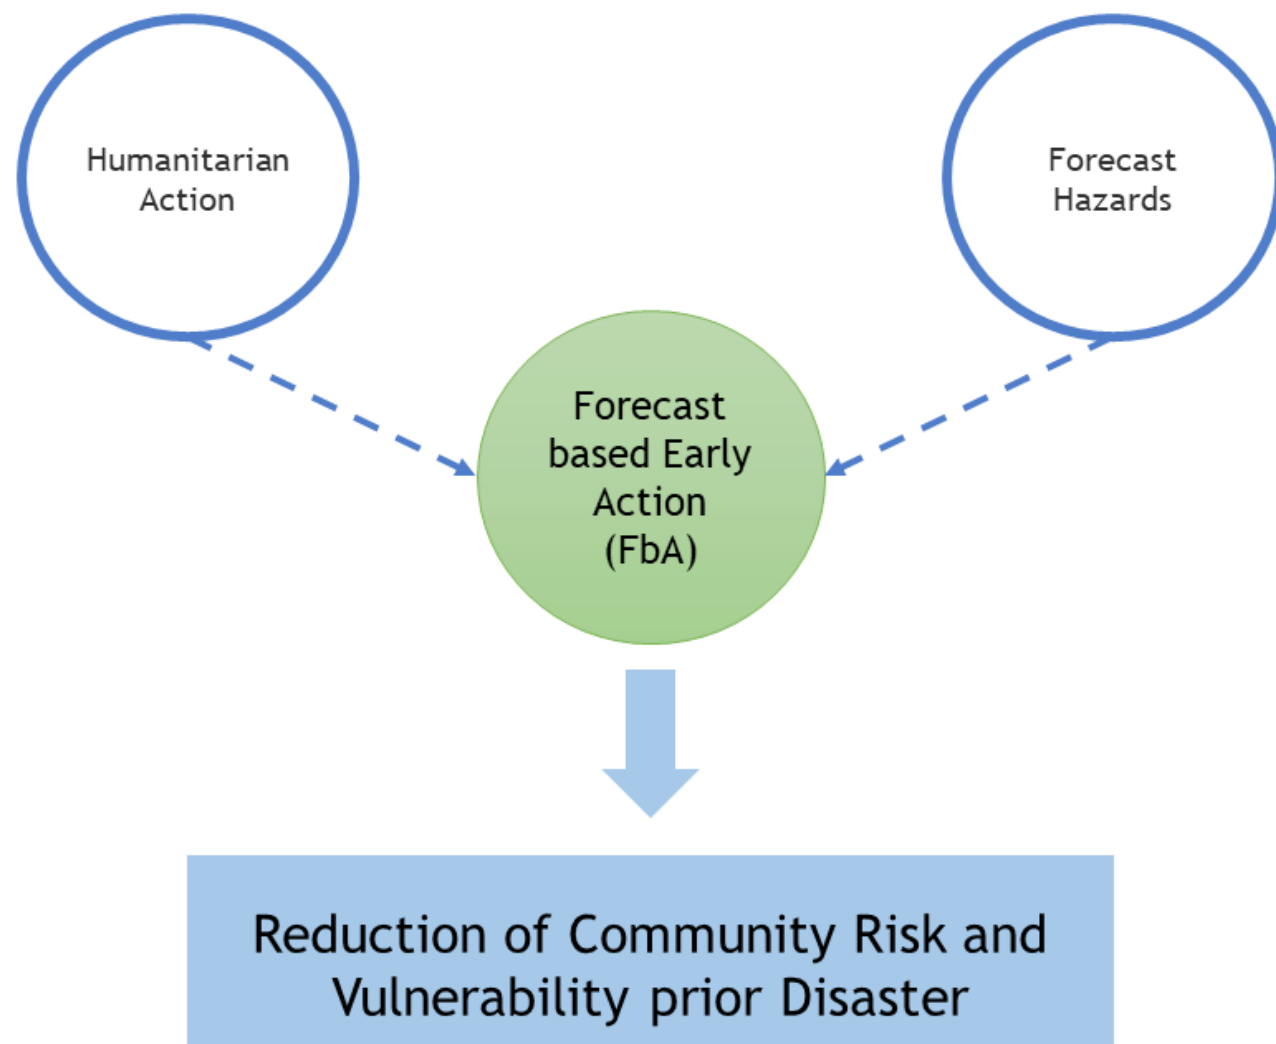 Humanitarian
Action
Forecast
Hazards
Forecast
based Early
Action
(FbA)
Reduction of Community Risk and
Vulnerability prior Disaster